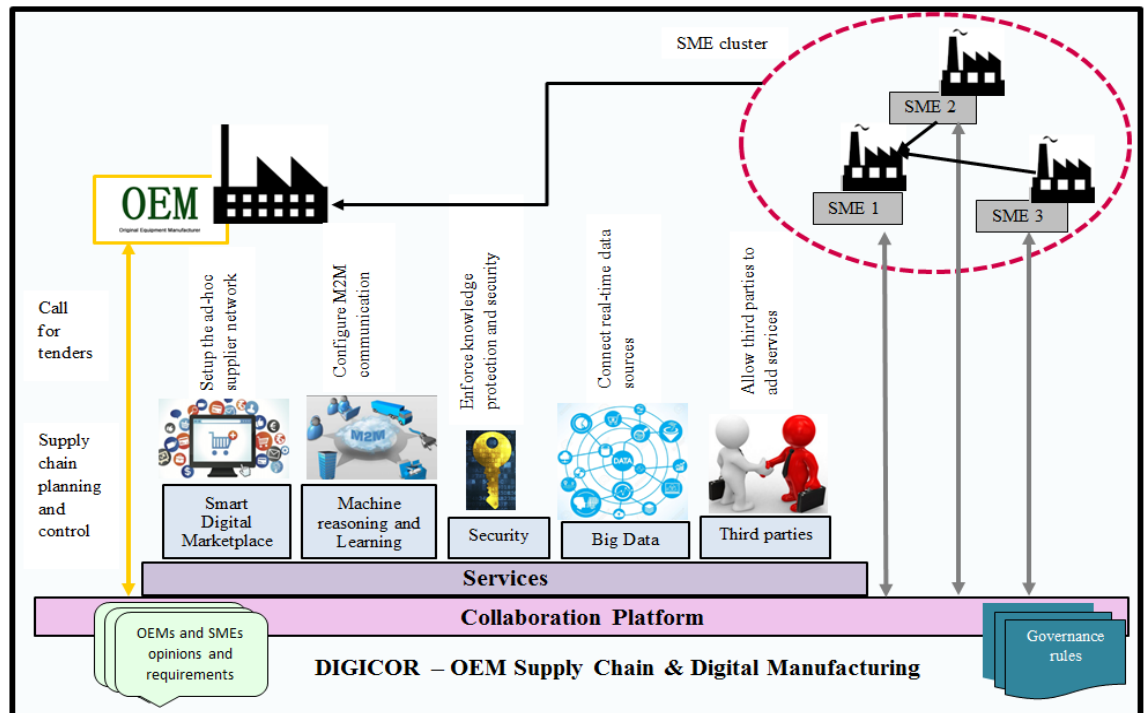 SME cluster
SME 2
SME 1
SME 3
OEM
Original Equipment Manufacturer
Call
for
tenders
Supply
chain
planning
and
control
Setup the ad-hoc
supplier network
Configure M2M
communication
Enforce knowledge
protection and security
Connect real-time data
sources
Allow third parties to
add services
M2M
DATA
Smart
Digital
Marketplace
Machine
reasoning and
Learning
Security
Big Data
Third parties
Services
Collaboration Platform
OEMs and SMEs
opinions and
requirements
Governance
rules
DIGICOR – OEM Supply Chain & Digital Manufacturing